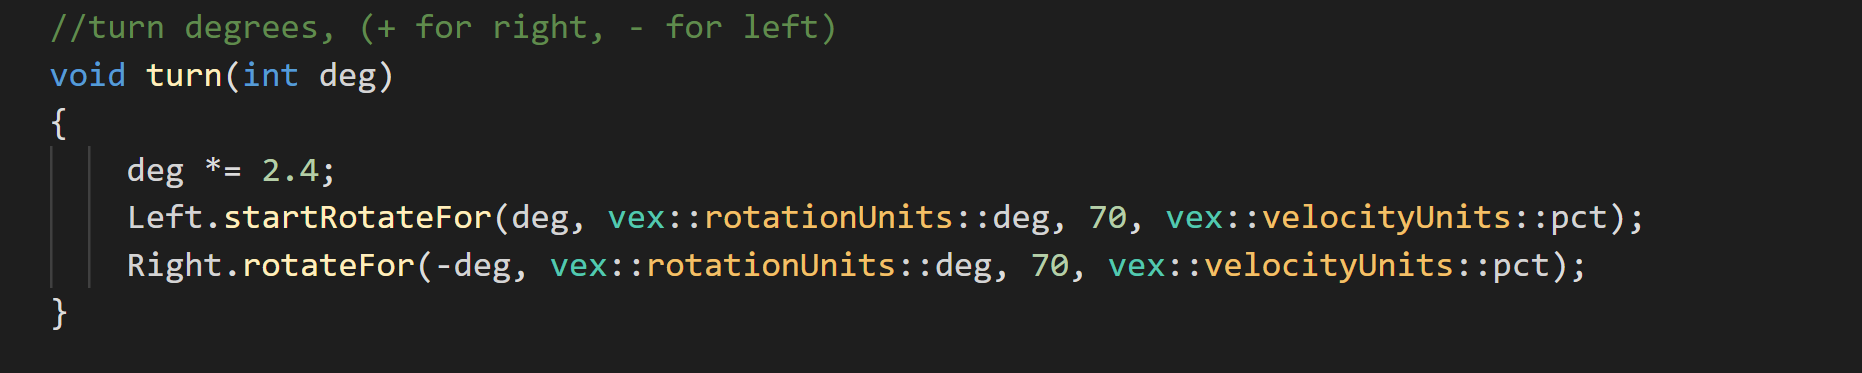 //turn degrees, (+ for right, - for left)
void turn(int deg)
{
    deg *= 2.4;
    Left.startRotateFor(deg, vex::rotationUnits::deg, 70, vex::velocityUnits::pct);
    Right.rotateFor(-deg, vex::rotationUnits::deg, 70, vex::velocityUnits::pct);
}